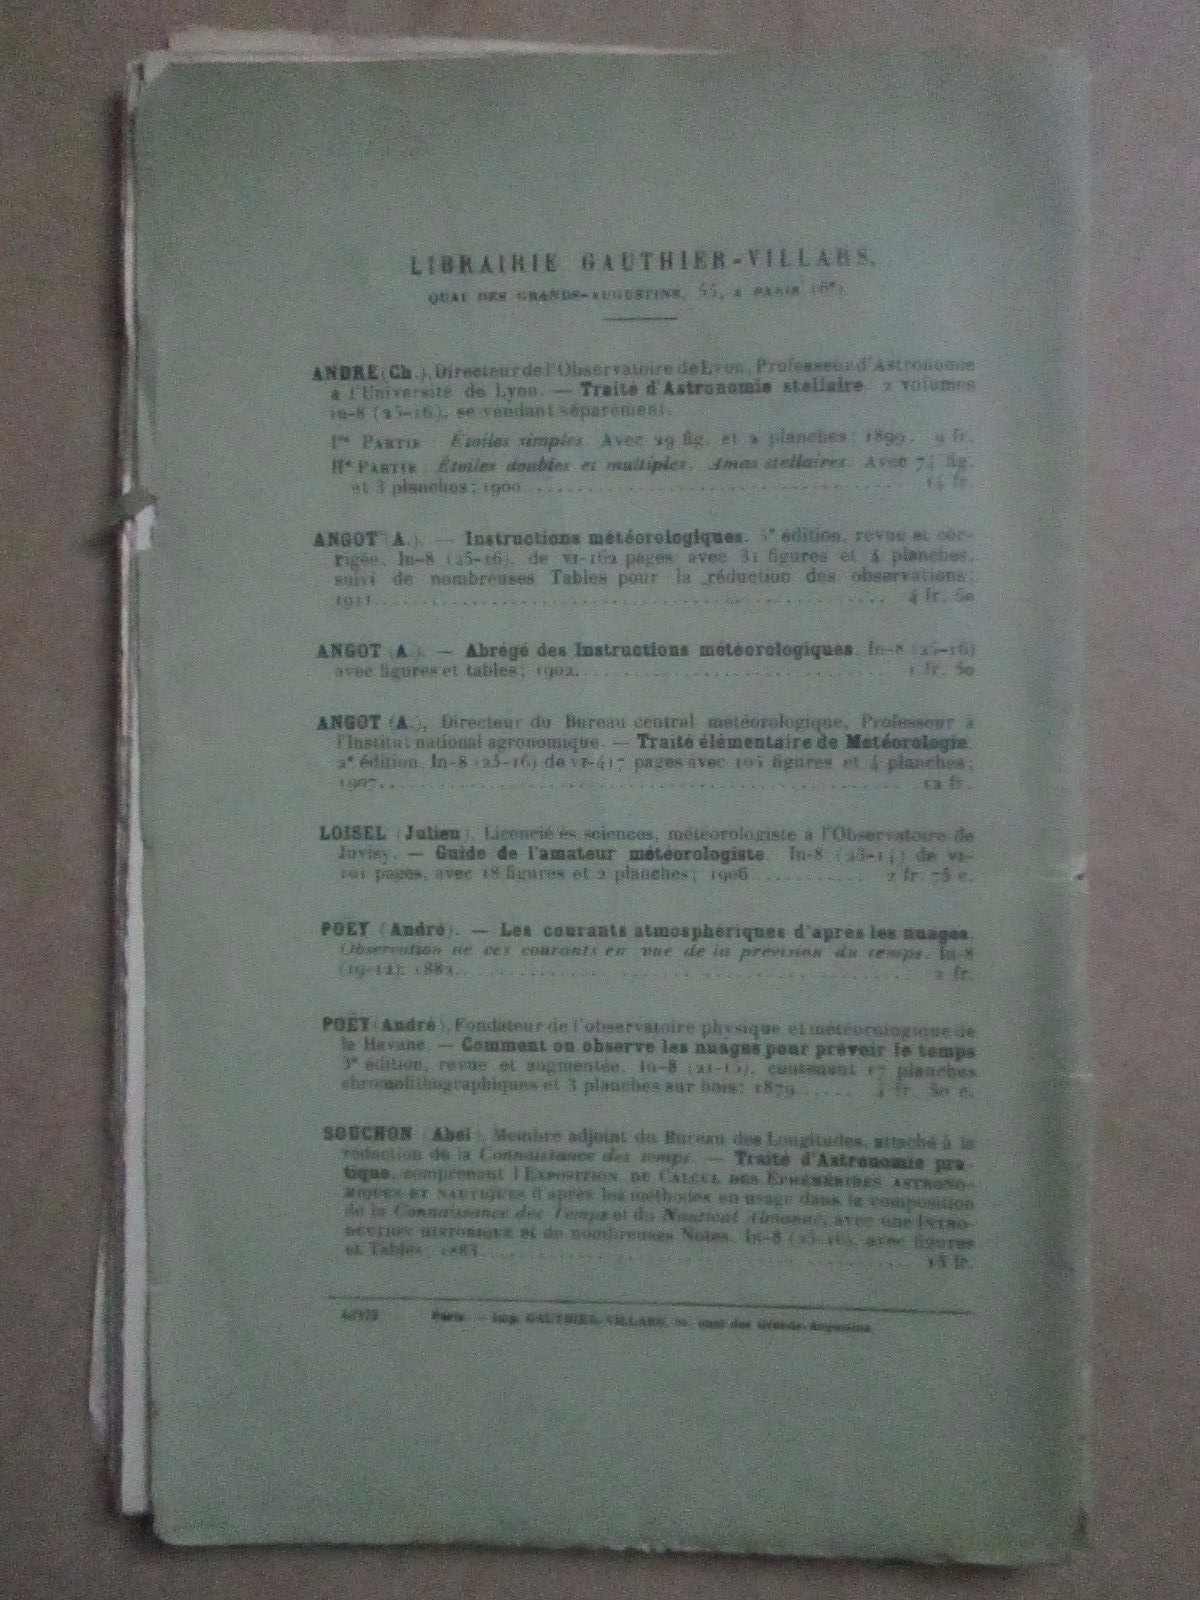 LIBRAIRIE GAUTHIER-VILLARS,
QUAI DES GRANDS-AUGUSTINS, 55, A PARIS (6e)
ANDRE (Ch.), Directeur de l'Observatoire de Lyon, Professeur d'Astronomie
à l'Université de Lyon. — Traité d'Astronomie stellaire. 2 volumes
in-8 (25-16), se vendant séparément.
Ire PARTIE : Étoiles simples. Avec 29 fig. et 2 planches; 1899. 9 fr.
IIe PARTIE : Étoiles doubles et multiples. Amas stellaires. Avec 74 fig.
et 3 planches; 1900 .......... 14 fr.
ANGOT (A.). — Instructions météorologiques. 5e édition, revue et cor-
rigée. In-8 (25-16), de VI-162 pages avec 31 figures et 4 planches,
suivi de nombreuses Tables pour la réduction des observations;
1911 .......... 4 fr. 50
ANGOT (A.). — Abrégé des Instructions météorologiques. In-8 (25-16)
avec figures et tables; 1902 .......... 1 fr. 50
ANGOT (A.), Directeur du Bureau central météorologique, Professeur à
l'Institut national agronomique. — Traité élémentaire de Météorologie.
2e édition. In-8 (25-16) de VI-417 pages avec 105 figures et 4 planches;
1907 .......... 12 fr.
LOISEL (Julien), Licencié ès sciences, météorologiste à l'Observatoire de
Juvisy. — Guide de l'amateur météorologiste. In-8 (23-14) de VI-
101 pages, avec 18 figures et 2 planches; 1906 .......... 2 fr. 75 c.
POËY (André). — Les courants atmosphériques d'après les nuages.
Observation de ces courants en vue de la prévision du temps. In-8
(19-12); 1882 .......... 2 fr.
POËY (André), Fondateur de l'observatoire physique et météorologique de
la Havane. — Comment on observe les nuages pour prévoir le temps
3e édition, revue et augmentée. In-8 (21-15), contenant 17 planches
chromolithographiques et 3 planches sur bois; 1879 ...... fr. 50 c.
SOUCHON (Abel), Membre adjoint du Bureau des Longitudes, attaché à la
rédaction de la Connaissance des temps. — Traité d'Astronomie pra-
tique, comprenant l'EXPOSITION DU CALCUL DES ÉPHÉMÉRIDES ASTRONO-
MIQUES ET NAUTIQUES d'après les méthodes en usage dans la composition
de la Connaissance des Temps et du Nautical Almanac, avec une INTRO-
DUCTION HISTORIQUE et de nombreuses Notes. In-8 (25-16), avec figures
et Tables; 1883 .......... 15 fr.
Paris. — Imp. GAUTHIER-VILLARS, 55, quai des Grands-Augustins